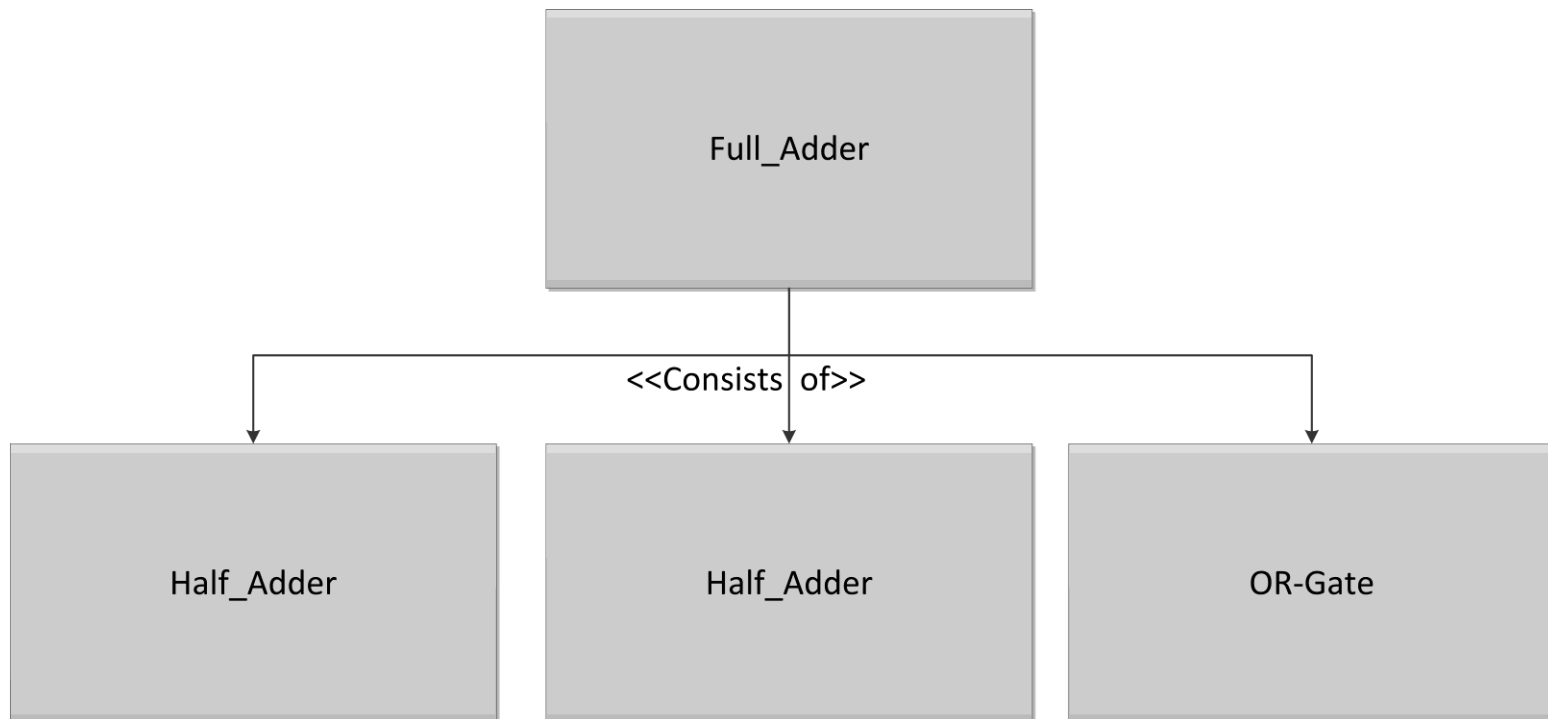 Full_Adder
<<Consists of>>
Half_Adder
Half_Adder
OR-Gate